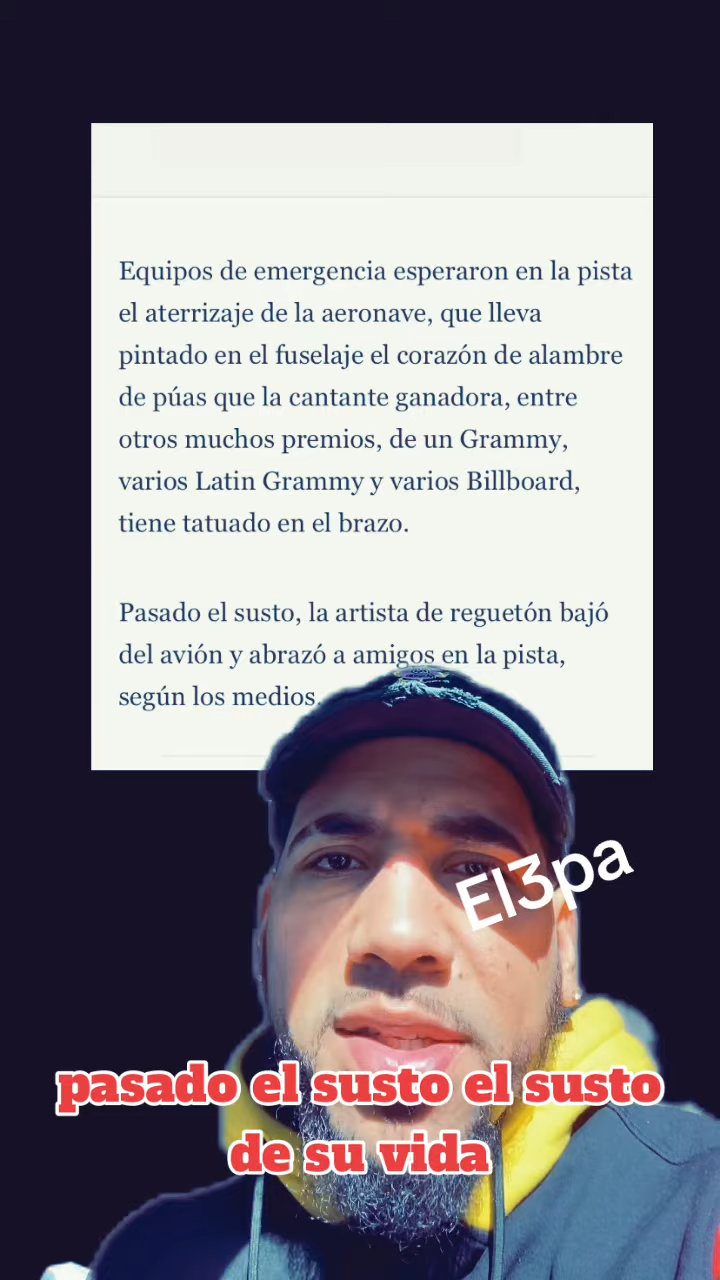 Equipos de emergencia esperaron en la pista
el aterrizaje de la aeronave, que lleva
pintado en el fuselaje el corazón de alambre
de púas que la cantante ganadora, entre
otros muchos premios, de un Grammy,
varios Latin Grammy y varios Billboard,
tiene tatuado en el brazo.
Pasado el susto, la artista de reguetón bajó
del avión y abrazó a amigos en la pista,
según los medios.
El3pa
pasado el susto el susto
de su vida